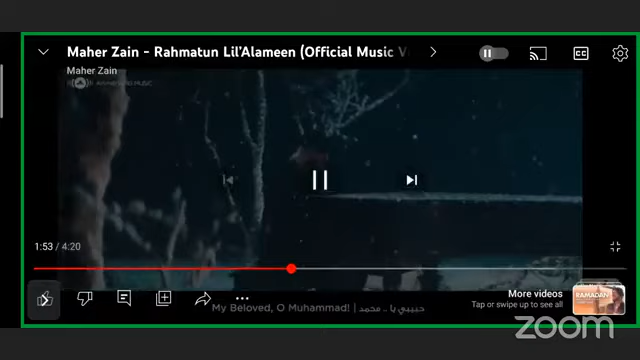 Maher Zain - Rahmatun Lil'Alameen (Official Music V
Maher Zain
CC
1:53 / 4:20
More videos
Tap or swipe up to see all
RAMADAN
My Beloved, O Muhammad! | حبيبي يا .. محمد
zoom